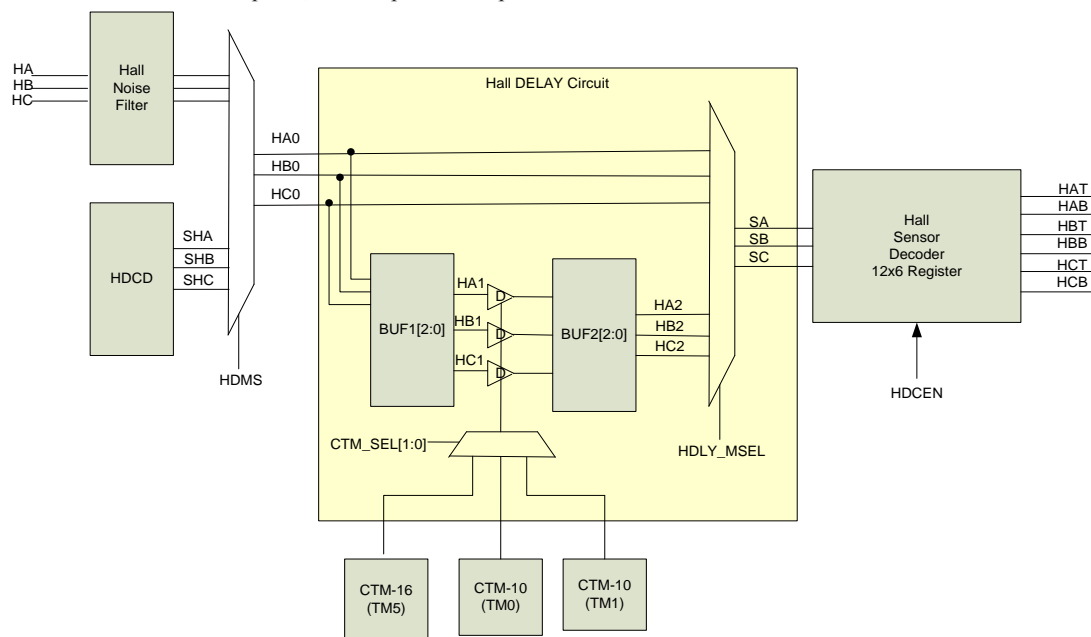 HA
HB
HC
Hall
Noise
Filter
HDCD
SHA
SHB
SHC
HDMS
HA0
HB0
HC0
Hall DELAY Circuit
BUF1[2:0]
HA1
HB1
HC1
D
D
D
BUF2[2:0]
HA2
HB2
HC2
CTM_SEL[1:0]
HDLY_MSEL
SA
SB
SC
Hall
Sensor
Decoder
12x6 Register
HDCEN
HAT
HAB
HBT
HBB
HCT
HCB
CTM-16
(TM5)
CTM-10
(TM0)
CTM-10
(TM1)